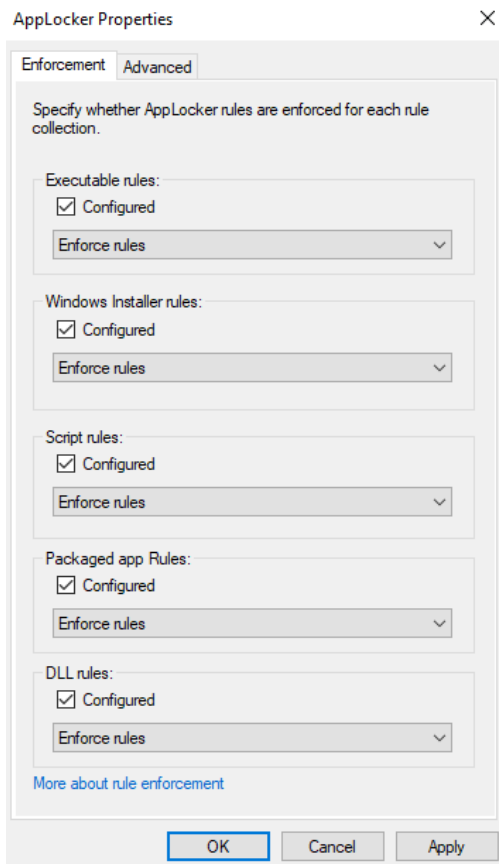 AppLocker Properties
Enforcement Advanced
Specify whether AppLocker rules are enforced for each rule
collection.
Executable rules:
Configured
Enforce rules
Windows Installer rules:
Configured
Enforce rules
Script rules:
Configured
Enforce rules
Packaged app Rules:
Configured
Enforce rules
DLL rules:
Configured
Enforce rules
More about rule enforcement
OK Cancel Apply